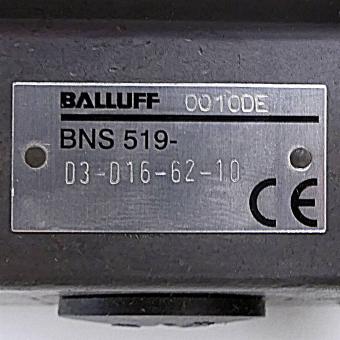 BALLUFF 0010DE
BNS 519-
D3-D16-62-10
CE